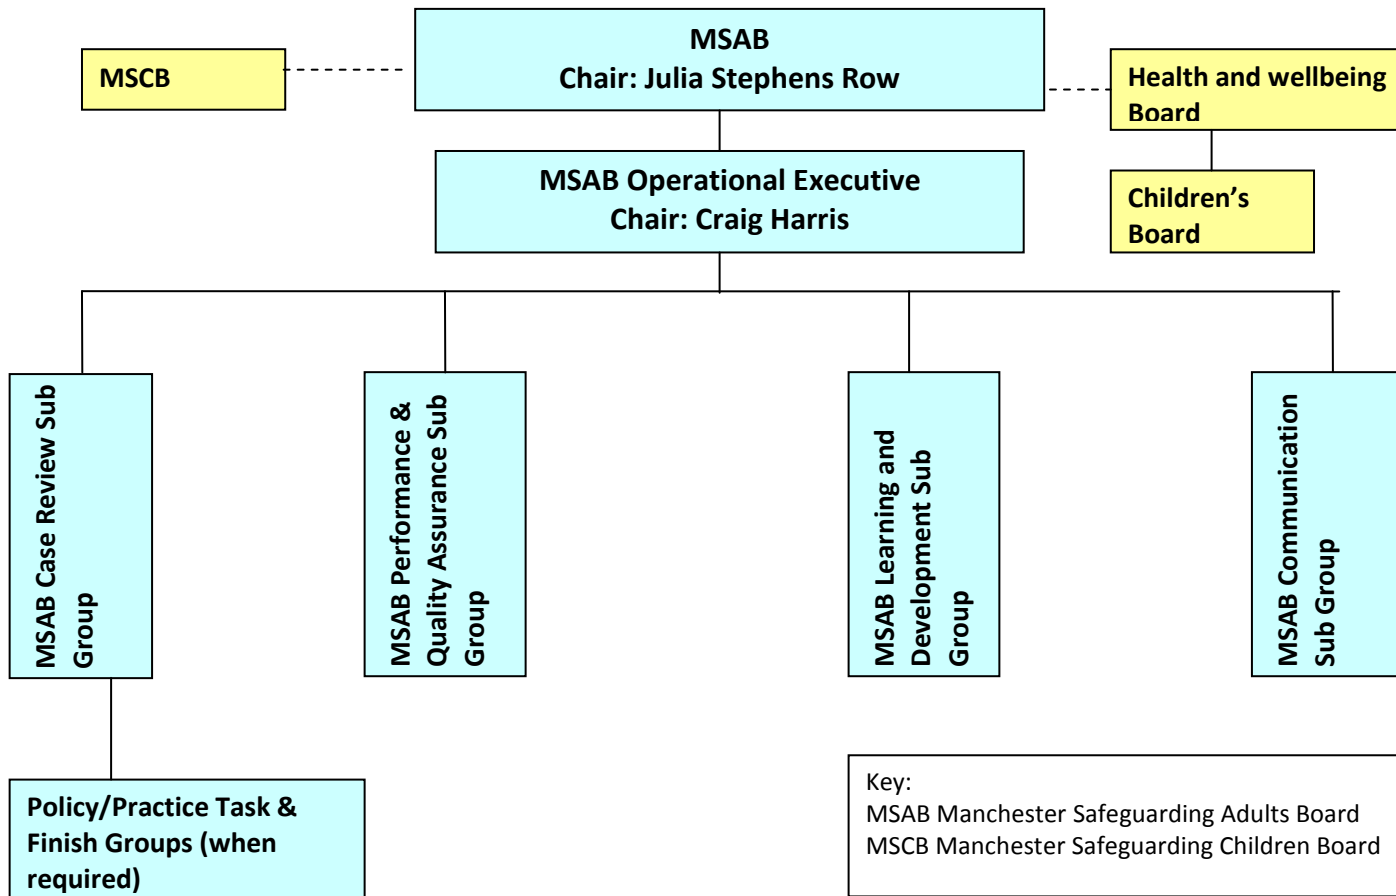 MSAB
Chair: Julia Stephens Row
MSCB
Health and wellbeing
Board
MSAB Operational Executive
Chair: Craig Harris
Children’s
Board
MSAB Case Review Sub
Group
MSAB Performance &
Quality Assurance Sub
Group
MSAB Learning and
Development Sub
Group
MSAB Communication
Sub Group
Policy/Practice Task &
Finish Groups (when
required)
Key:
MSAB Manchester Safeguarding Adults Board
MSCB Manchester Safeguarding Children Board